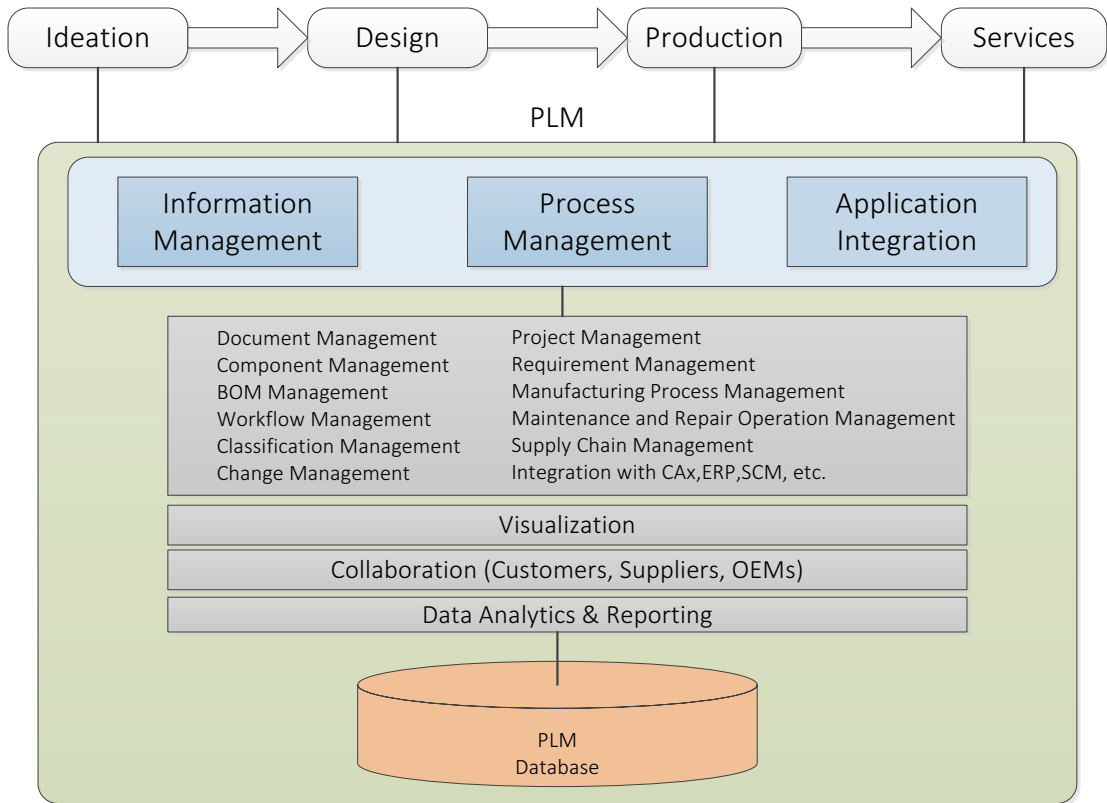 Ideation
Design
Production
Services
PLM
Information
Management
Process
Management
Application
Integration
Document Management
Component Management
BOM Management
Workflow Management
Classification Management
Change Management
Project Management
Requirement Management
Manufacturing Process Management
Maintenance and Repair Operation Management
Supply Chain Management
Integration with CAx,ERP,SCM, etc.
Visualization
Collaboration (Customers, Suppliers, OEMs)
Data Analytics & Reporting
PLM
Database